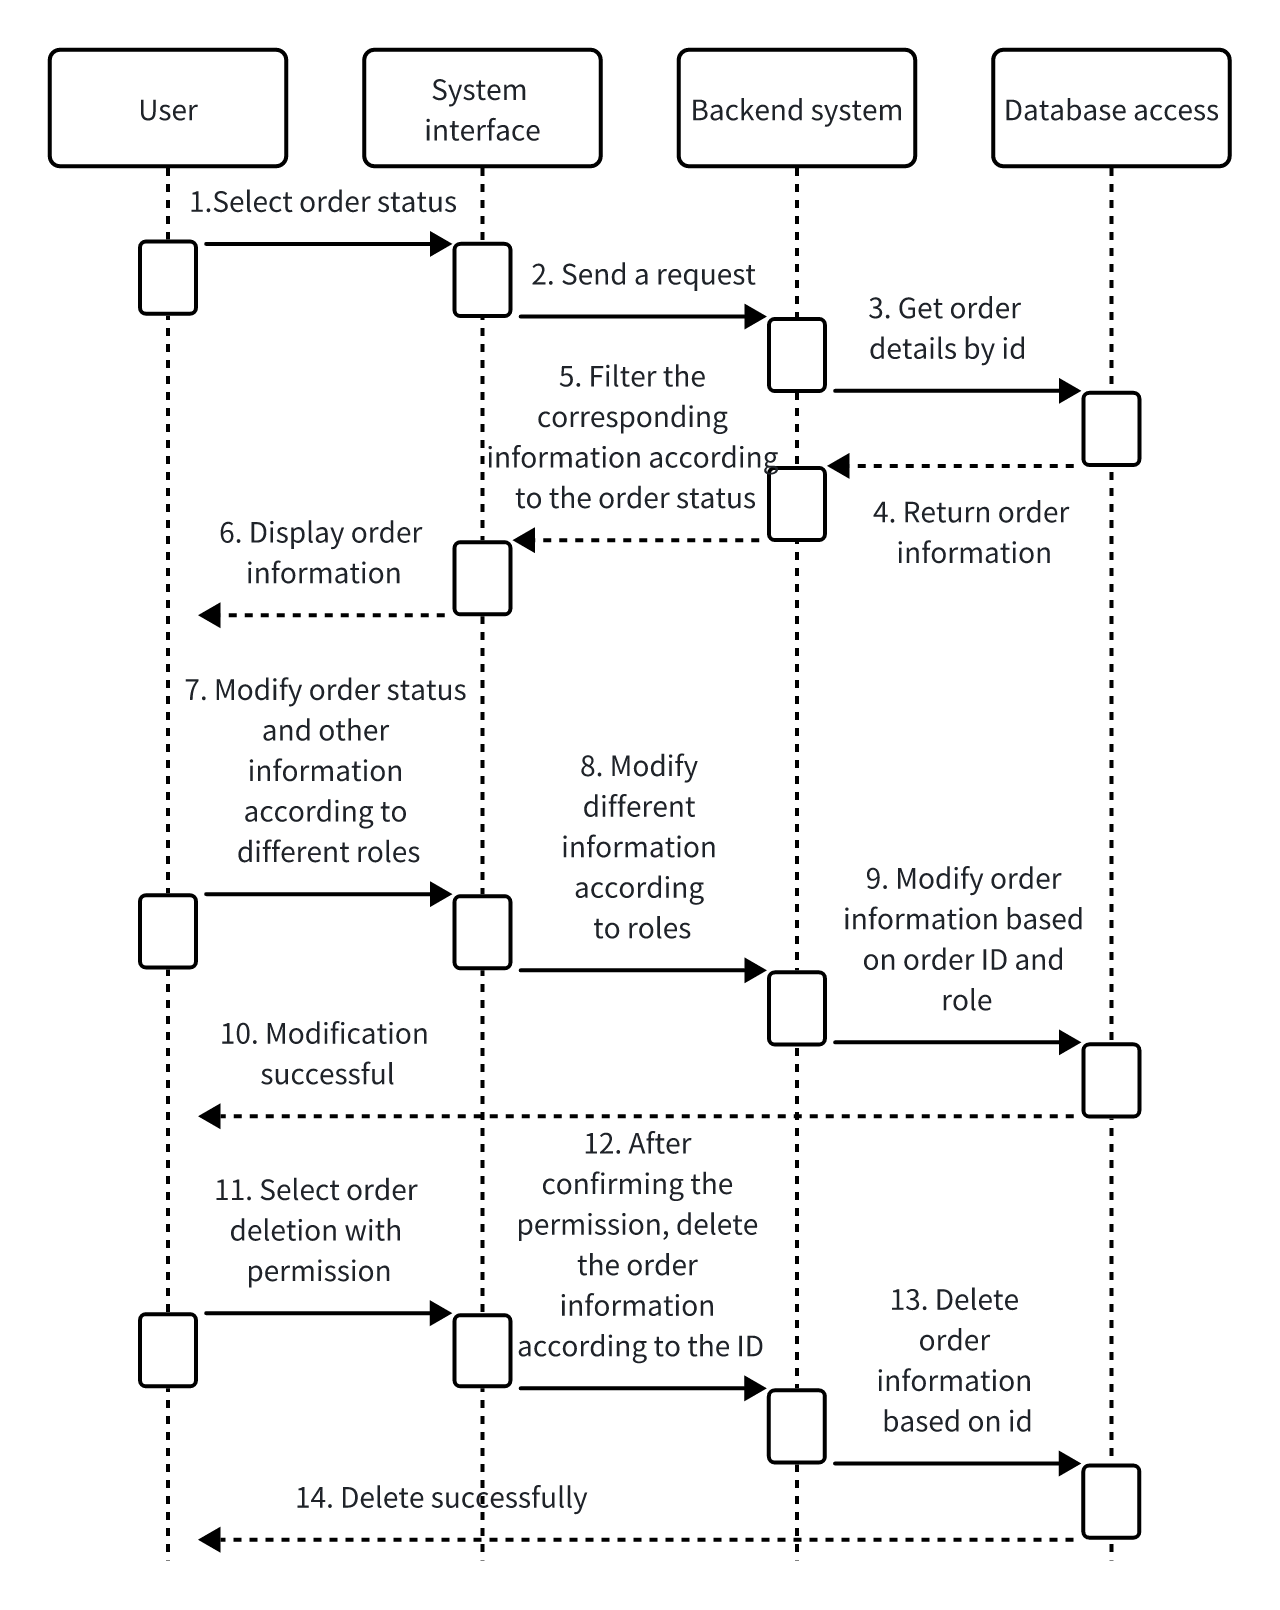 User
System
interface
Backend system
Database access
1.Select order status
2. Send a request
3. Get order
details by id
5. Filter the
corresponding
information according
to the order status
4. Return order
information
6. Display order
information
7. Modify order status
and other
information
according to
different roles
8. Modify
different
information
according
to roles
9. Modify order
information based
on order ID and
role
10. Modification
successful
12. After
confirming the
permission, delete
the order
information
according to the ID
11. Select order
deletion with
permission
13. Delete
order
information
based on id
14. Delete successfully